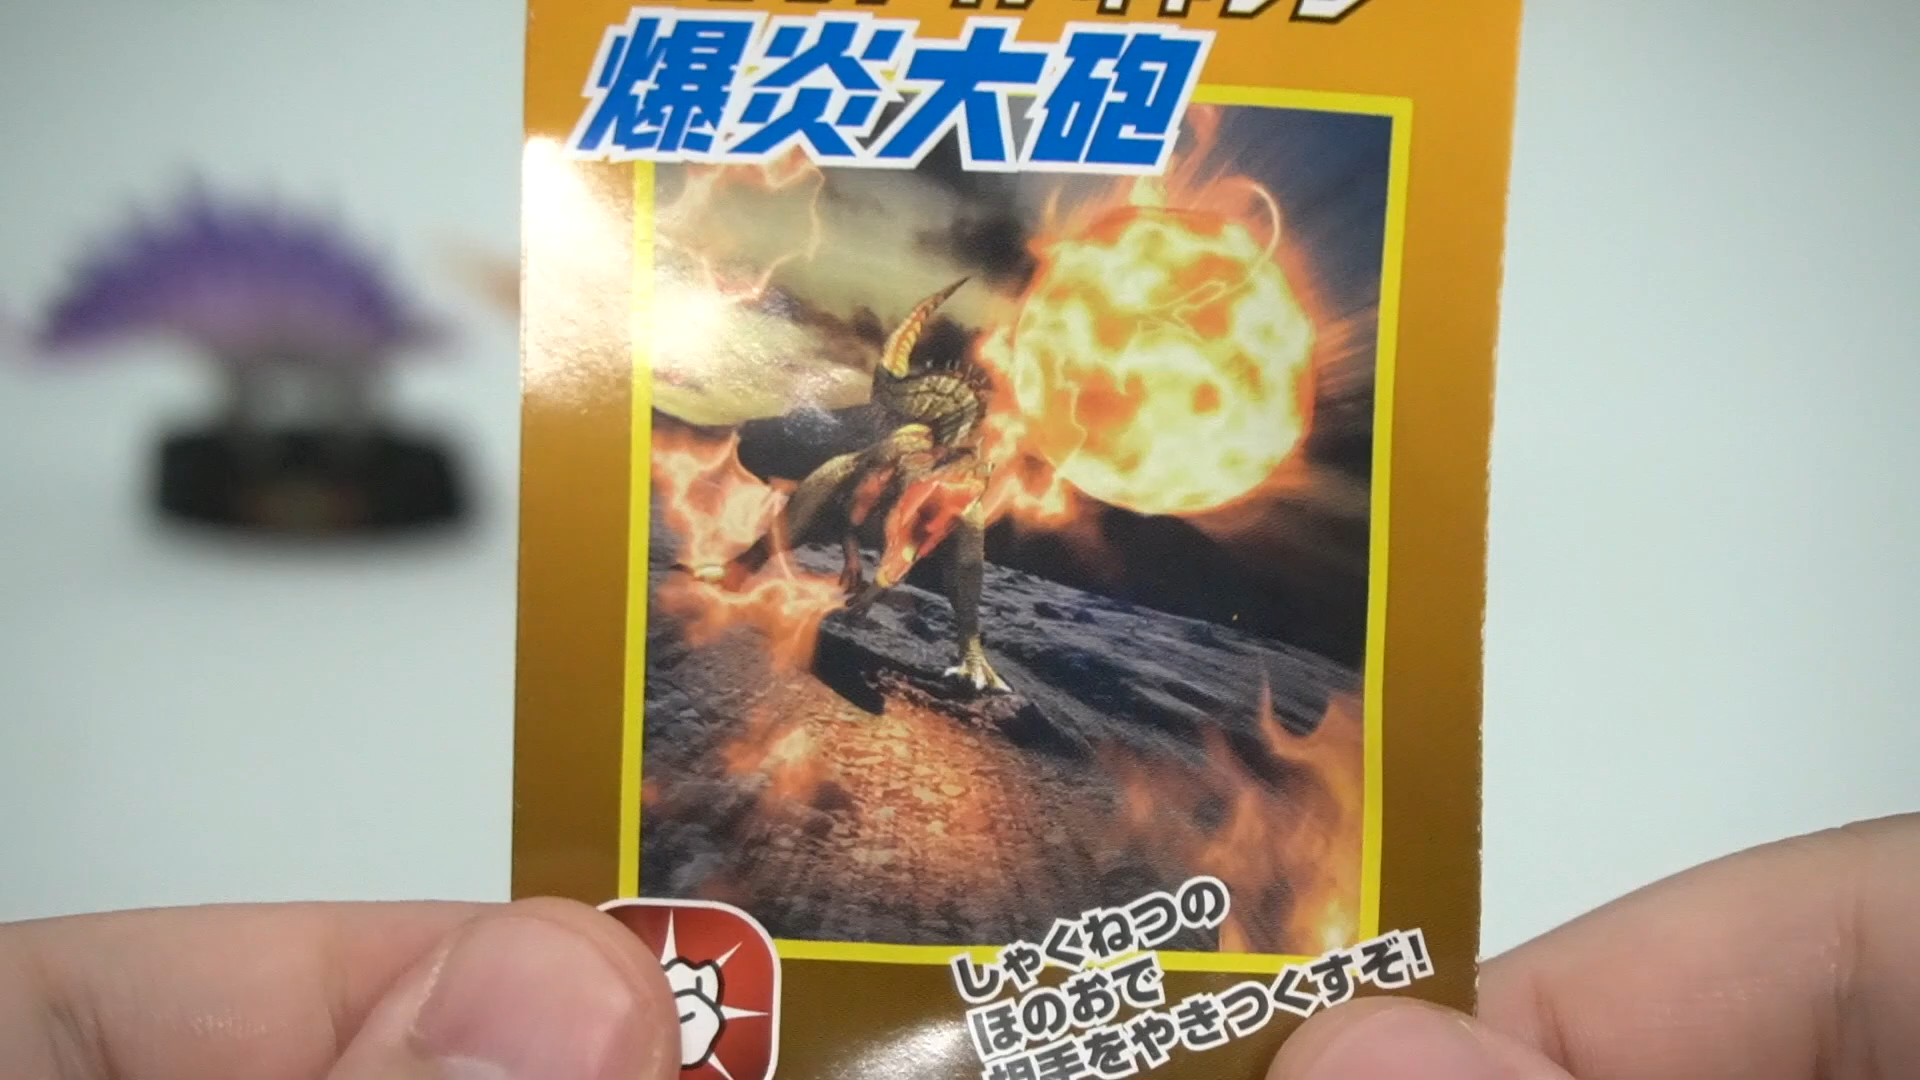 爆炎大砲
しゃくねつの
ほのおで
相手をやきつくすぞ!